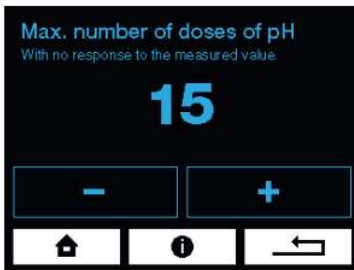 Max. number of doses of pH
With no response to the measured value.
15
- +